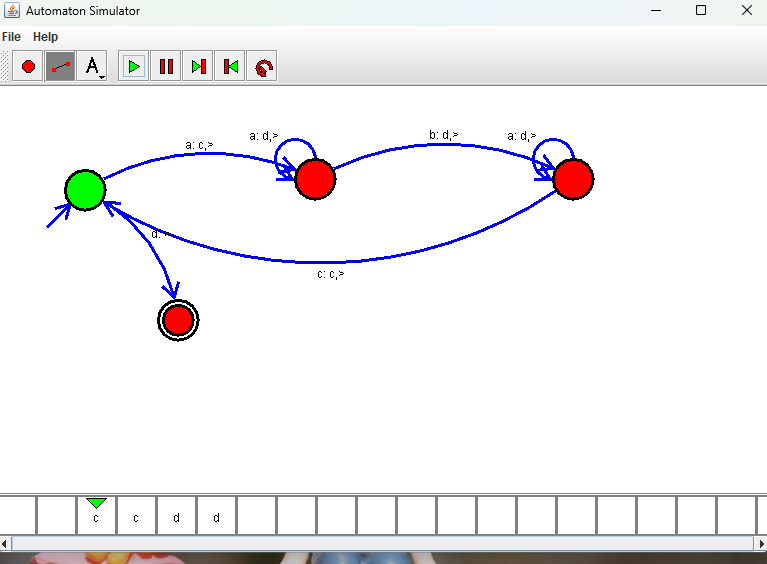 Automaton Simulator
File Help
A
a: d,> b: d,> a: d,>
a: c,>
d: >
c: c,>
c c d d